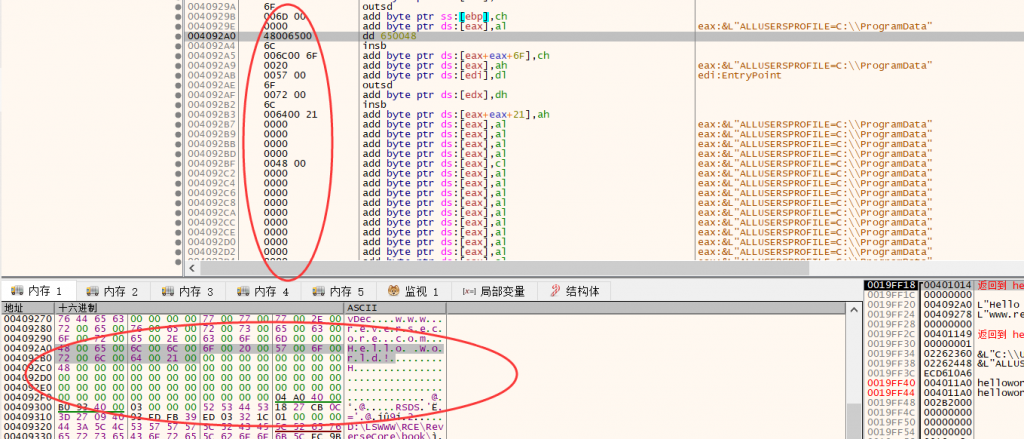 0040929A 6F outsd
0040929B 006D 00 add byte ptr ss:[ebp],ch
0040929E 0000 add byte ptr ds:[eax],al eax:&L"ALLUSERSPROFILE=C:\\ProgramData"
004092A0 48006500 dd 650048
004092A4 6C insb
004092A5 006C00 6F add byte ptr ds:[eax+eax+6F],ch
004092A9 0020 add byte ptr ds:[eax],ah eax:&L"ALLUSERSPROFILE=C:\\ProgramData"
004092AB 0057 00 add byte ptr ds:[edi],dl edi:EntryPoint
004092AE 6F outsd
004092AF 0072 00 add byte ptr ds:[edx],dh
004092B2 6C insb
004092B3 006400 21 add byte ptr ds:[eax+eax+21],ah
004092B7 0000 add byte ptr ds:[eax],al eax:&L"ALLUSERSPROFILE=C:\\ProgramData"
004092B9 0000 add byte ptr ds:[eax],al eax:&L"ALLUSERSPROFILE=C:\\ProgramData"
004092BB 0000 add byte ptr ds:[eax],al eax:&L"ALLUSERSPROFILE=C:\\ProgramData"
004092BD 0000 add byte ptr ds:[eax],al eax:&L"ALLUSERSPROFILE=C:\\ProgramData"
004092BF 0048 00 add byte ptr ds:[eax],cl eax:&L"ALLUSERSPROFILE=C:\\ProgramData"
004092C2 0000 add byte ptr ds:[eax],al eax:&L"ALLUSERSPROFILE=C:\\ProgramData"
004092C4 0000 add byte ptr ds:[eax],al eax:&L"ALLUSERSPROFILE=C:\\ProgramData"
004092C6 0000 add byte ptr ds:[eax],al eax:&L"ALLUSERSPROFILE=C:\\ProgramData"
004092C8 0000 add byte ptr ds:[eax],al eax:&L"ALLUSERSPROFILE=C:\\ProgramData"
004092CA 0000 add byte ptr ds:[eax],al eax:&L"ALLUSERSPROFILE=C:\\ProgramData"
004092CC 0000 add byte ptr ds:[eax],al eax:&L"ALLUSERSPROFILE=C:\\ProgramData"
004092CE 0000 add byte ptr ds:[eax],al eax:&L"ALLUSERSPROFILE=C:\\ProgramData"
004092D0 0000 add byte ptr ds:[eax],al eax:&L"ALLUSERSPROFILE=C:\\ProgramData"
004092D2 0000 add byte ptr ds:[eax],al eax:&L"ALLUSERSPROFILE=C:\\ProgramData"
内存 1 内存 2 内存 3 内存 4 内存 5 监视 1 [x=] 局部变量 结构体
地址 十六进制 ASCII
00409270 76 44 65 63 00 00 00 00 77 00 77 00 77 00 2E 00 vDec....w.w.w...
00409280 72 00 65 00 76 00 65 00 72 00 73 00 65 00 63 00 r.e.v.e.r.s.e.c.
00409290 6F 00 72 00 65 00 2E 00 63 00 6F 00 6D 00 00 00 o.r.e...c.o.m...
004092A0 48 00 65 00 6C 00 6C 00 6F 00 20 00 57 00 6F 00 H.e.l.l.o. .W.o.
004092B0 72 00 6C 00 64 00 21 00 00 00 00 00 00 00 00 00 r.l.d.!.........
004092C0 48 00 00 00 00 00 00 00 00 00 00 00 00 00 00 00 H...............
004092D0 00 00 00 00 00 00 00 00 00 00 00 00 00 00 00 00 ................
004092E0 00 00 00 00 00 00 00 00 00 00 00 00 00 00 00 00 ................
004092F0 00 00 00 00 00 00 00 00 00 00 00 00 04 A0 40 00 ............. @.
00409300 B0 93 40 00 03 00 00 00 52 53 44 53 18 27 CB 0C
00409310 3D 27 09 40 92 ED FB 39 ED 03 32 1C 01 00 00 00
00409320 44 3A 5C 4C 53 57 57 57 5C 52 43 45 5C 52 65 76 D:\LSWWW\RCE\Rev
00409330 65 72 73 65 43 6F 72 65 5C 62 6F 6F 6B 5C EC 9B
0019FF18 00401014 返回到
0019FF1C 00000000
0019FF20 004092A0 L"Hello
0019FF24 00409278 L"www.re
0019FF28 00000000
0019FF2C 00401149 返回到
0019FF30 00000001
0019FF34 02262360 &L"C:\\U
0019FF38 02262448 &L"ALLUS
0019FF3C ECD610A6
0019FF40 004011A0 hellowor
0019FF44 004011A0 hellowor
0019FF48 002B2000
0019FF4C 00000000